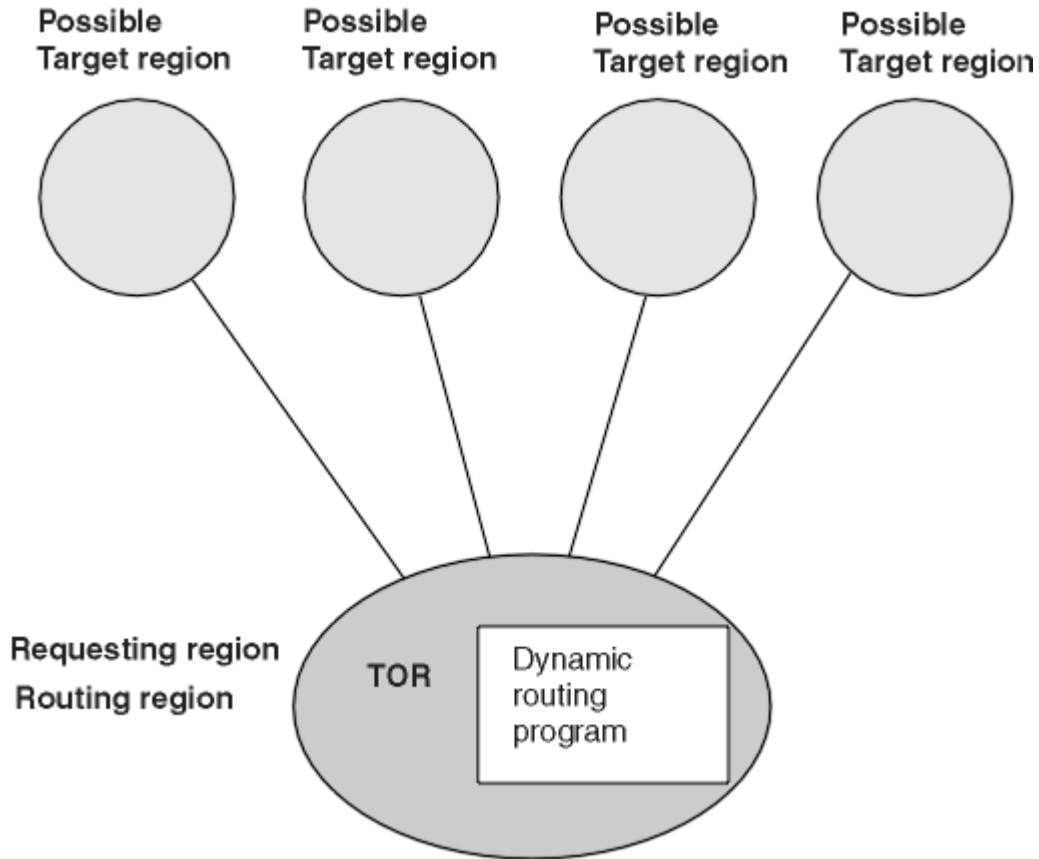 Possible
Target region
Possible
Target region
Possible
Target region
Possible
Target region
Requesting region
Routing region
TOR
Dynamic
routing
program